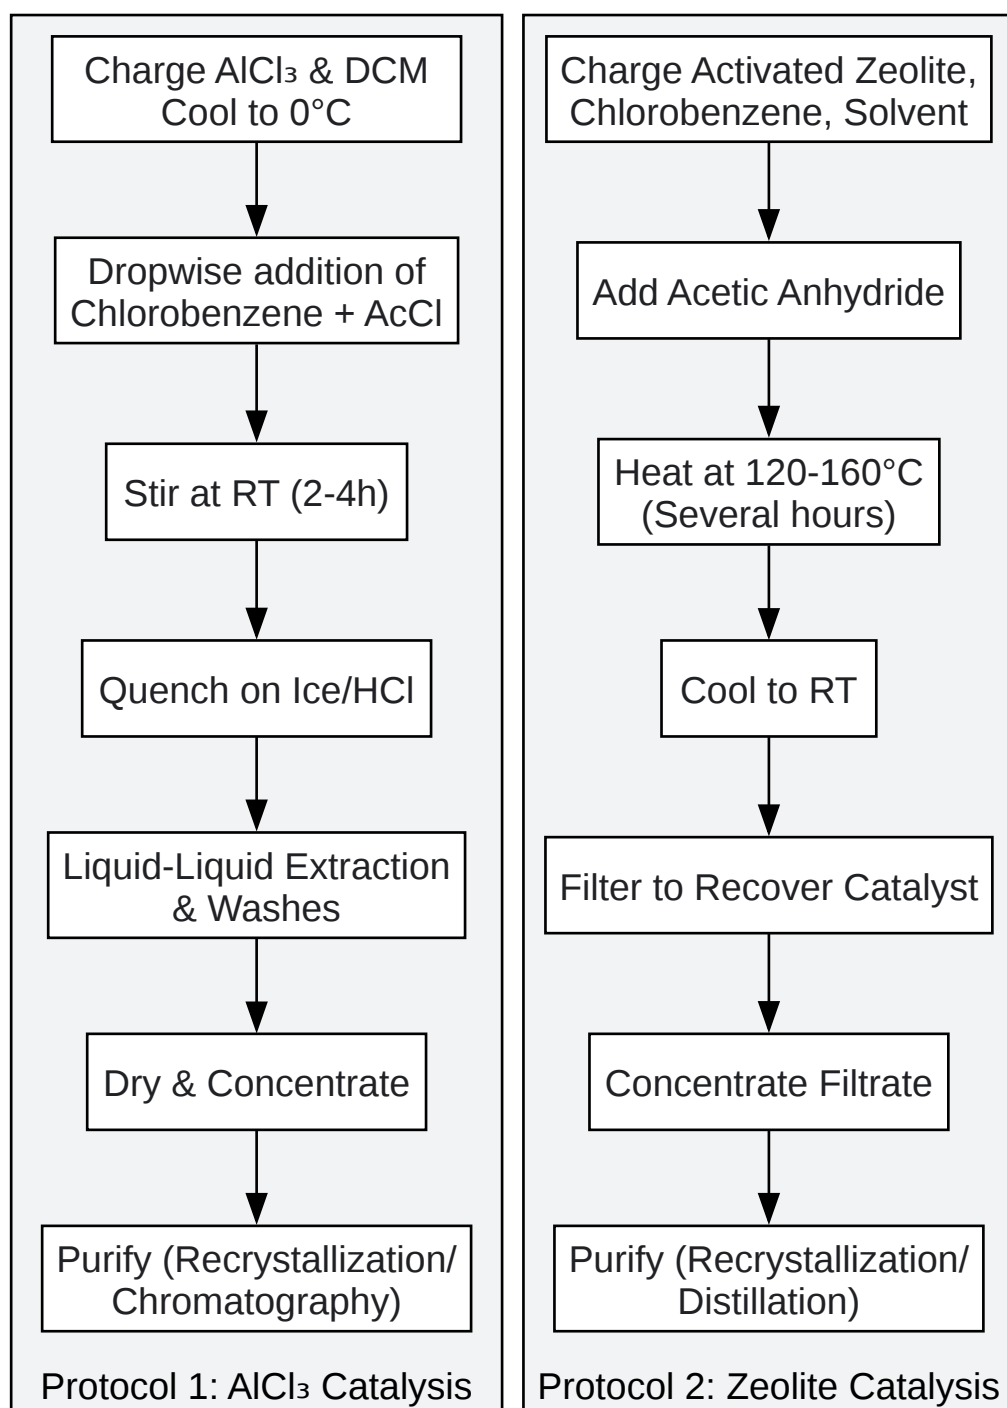 Charge AlCl₃ & DCM
Cool to 0°C
Dropwise addition of
Chlorobenzene + AcCl
Stir at RT (2-4h)
Quench on Ice/HCl
Liquid-Liquid Extraction
& Washes
Dry & Concentrate
Purify (Recrystallization/
Chromatography)
Protocol 1: AlCl₃ Catalysis
Charge Activated Zeolite,
Chlorobenzene, Solvent
Add Acetic Anhydride
Heat at 120-160°C
(Several hours)
Cool to RT
Filter to Recover Catalyst
Concentrate Filtrate
Purify (Recrystallization/
Distillation)
Protocol 2: Zeolite Catalysis